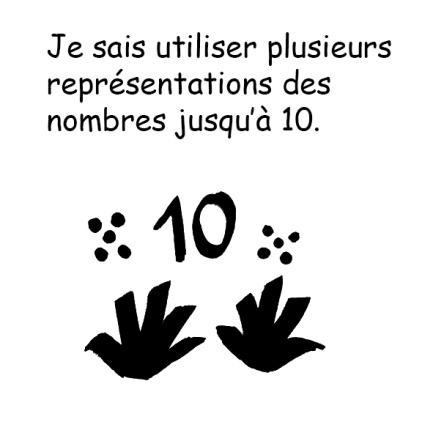 Je sais utiliser plusieurs
représentations des
nombres jusqu'à 10.
10